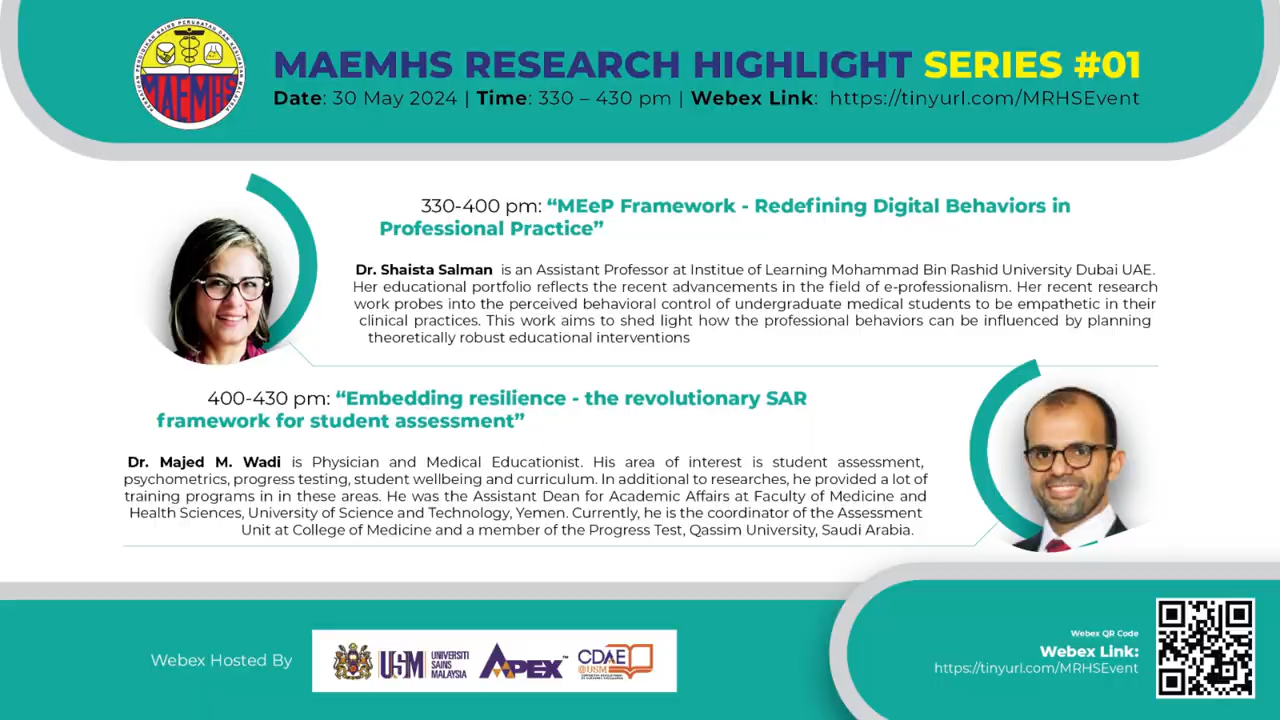 PERSATUAN PENDIDIKAN SAINS PERUBATAN DAN KESIHATAN MALAYSIA
MAEMHS
MAEMHS RESEARCH HIGHLIGHT SERIES #01
Date: 30 May 2024 | Time: 330 – 430 pm | Webex Link: https://tinyurl.com/MRHSEvent
330-400 pm: “MEeP Framework - Redefining Digital Behaviors in
Professional Practice”
Dr. Shaista Salman is an Assistant Professor at Institue of Learning Mohammad Bin Rashid University Dubai UAE.
Her educational portfolio reflects the recent advancements in the field of e-professionalism. Her recent research
work probes into the perceived behavioral control of undergraduate medical students to be empathetic in their
clinical practices. This work aims to shed light how the professional behaviors can be influenced by planning
theoretically robust educational interventions
400-430 pm: “Embedding resilience - the revolutionary SAR
framework for student assessment”
Dr. Majed M. Wadi is Physician and Medical Educationist. His area of interest is student assessment,
psychometrics, progress testing, student wellbeing and curriculum. In additional to researches, he provided a lot of
training programs in in these areas. He was the Assistant Dean for Academic Affairs at Faculty of Medicine and
Health Sciences, University of Science and Technology, Yemen. Currently, he is the coordinator of the Assessment
Unit at College of Medicine and a member of the Progress Test, Qassim University, Saudi Arabia.
Webex Hosted By
USM
UNIVERSITI
SAINS
MALAYSIA
APEX™
CDAE
@USM
Webex QR Code
Webex Link:
https://tinyurl.com/MRHSEvent